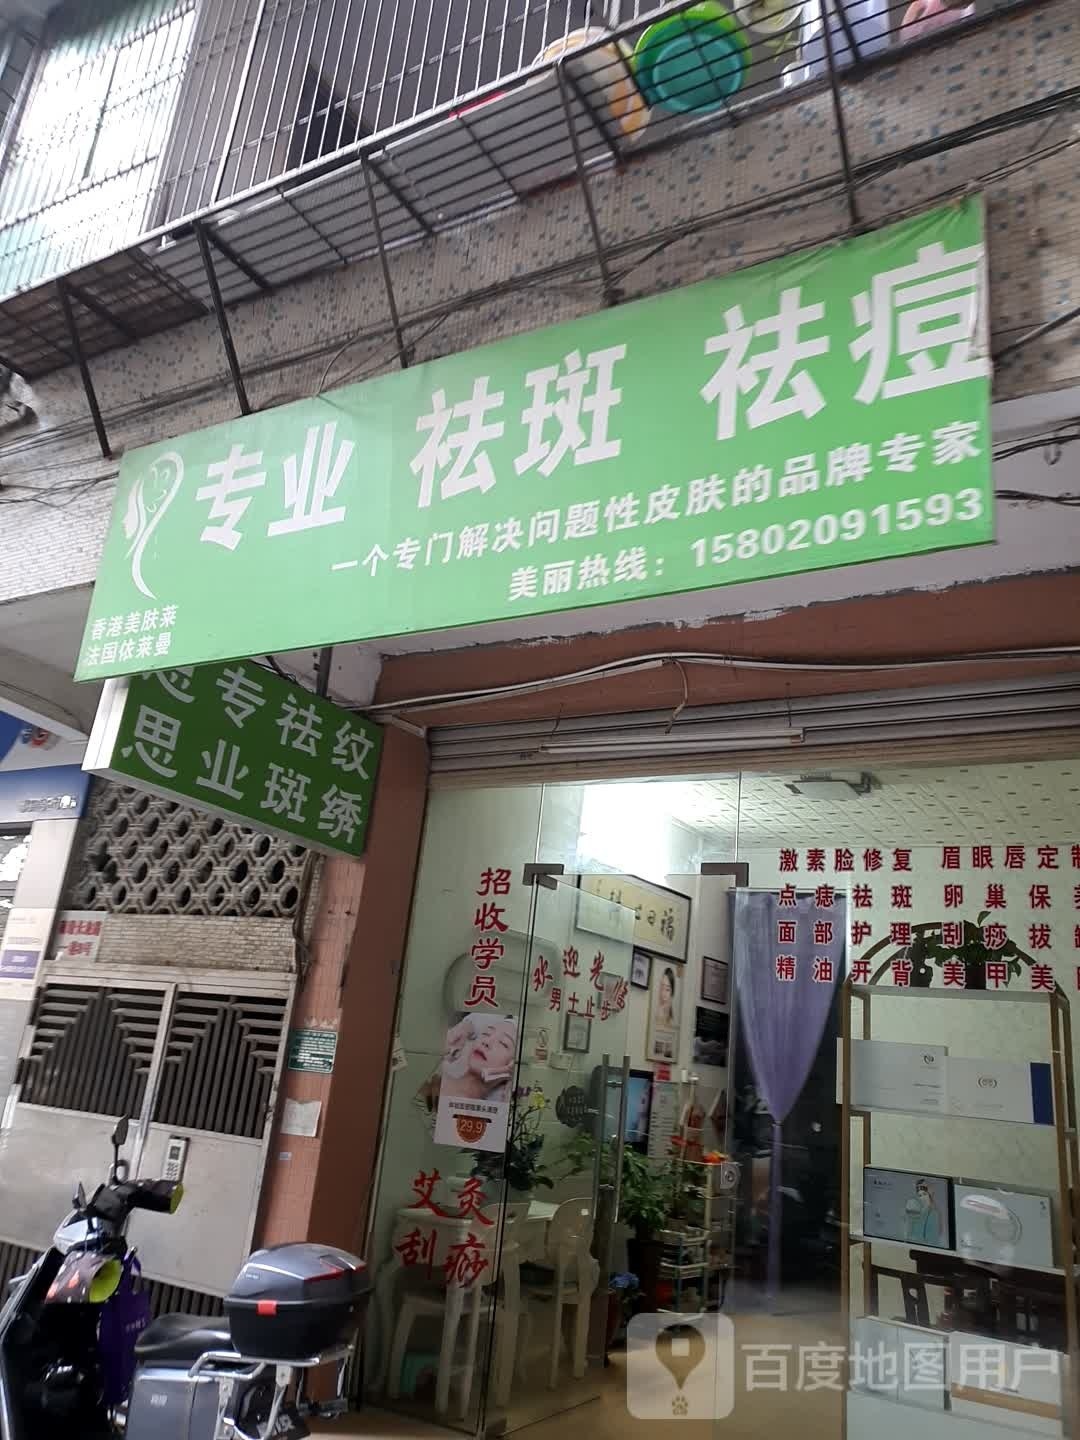 专业 祛斑 祛痘
一个专门解决问题性皮肤的品牌专家
美丽热线：15802091593
香港美肤莱
法国依莱曼
专祛纹
思业斑绣
招收学员
欢迎光临
男士止步
29.9
艾灸
刮痧
激素脸修复 眉眼唇定制
点痣祛斑 卵巢保养
面部护理 刮痧拔罐
精油开背 美甲美
百度地图用户